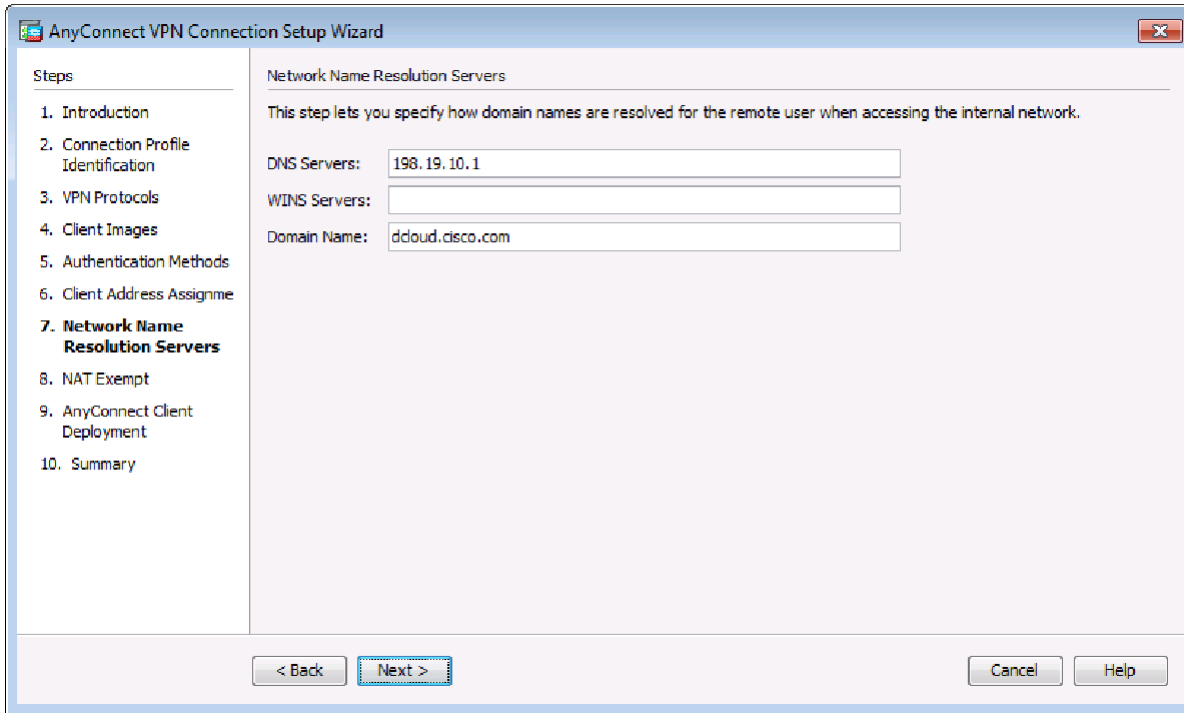 AnyConnect VPN Connection Setup Wizard
Steps
1. Introduction
2. Connection Profile
Identification
3. VPN Protocols
4. Client Images
5. Authentication Methods
6. Client Address Assignme
7. Network Name
Resolution Servers
8. NAT Exempt
9. AnyConnect Client
Deployment
10. Summary
Network Name Resolution Servers
This step lets you specify how domain names are resolved for the remote user when accessing the internal network.
DNS Servers: 198.19.10.1
WINS Servers:
Domain Name: dcloud.cisco.com
< Back Next > Cancel Help